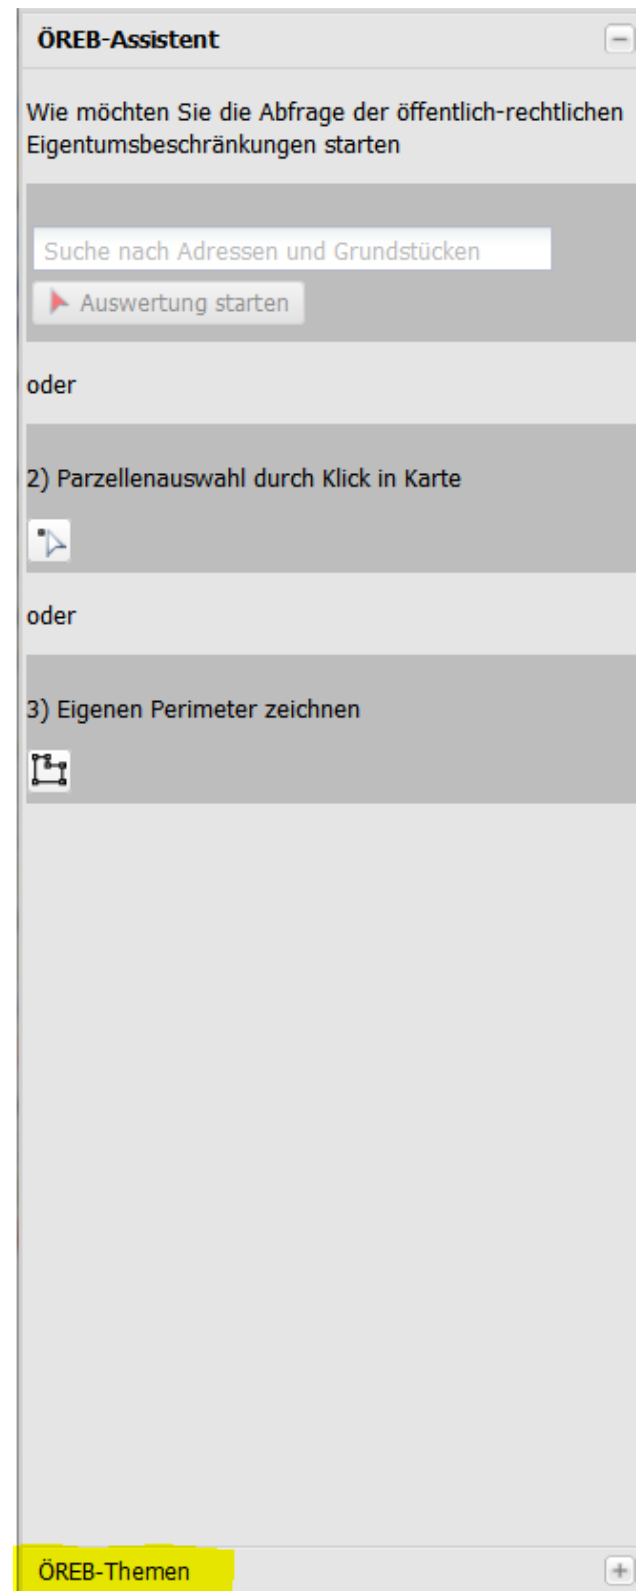 ÖREB-Assistent
Wie möchten Sie die Abfrage der öffentlich-rechtlichen
Eigentumsbeschränkungen starten
Suche nach Adressen und Grundstücken
Auswertung starten
oder
2) Parzellenauswahl durch Klick in Karte
oder
3) Eigenen Perimeter zeichnen
ÖREB-Themen